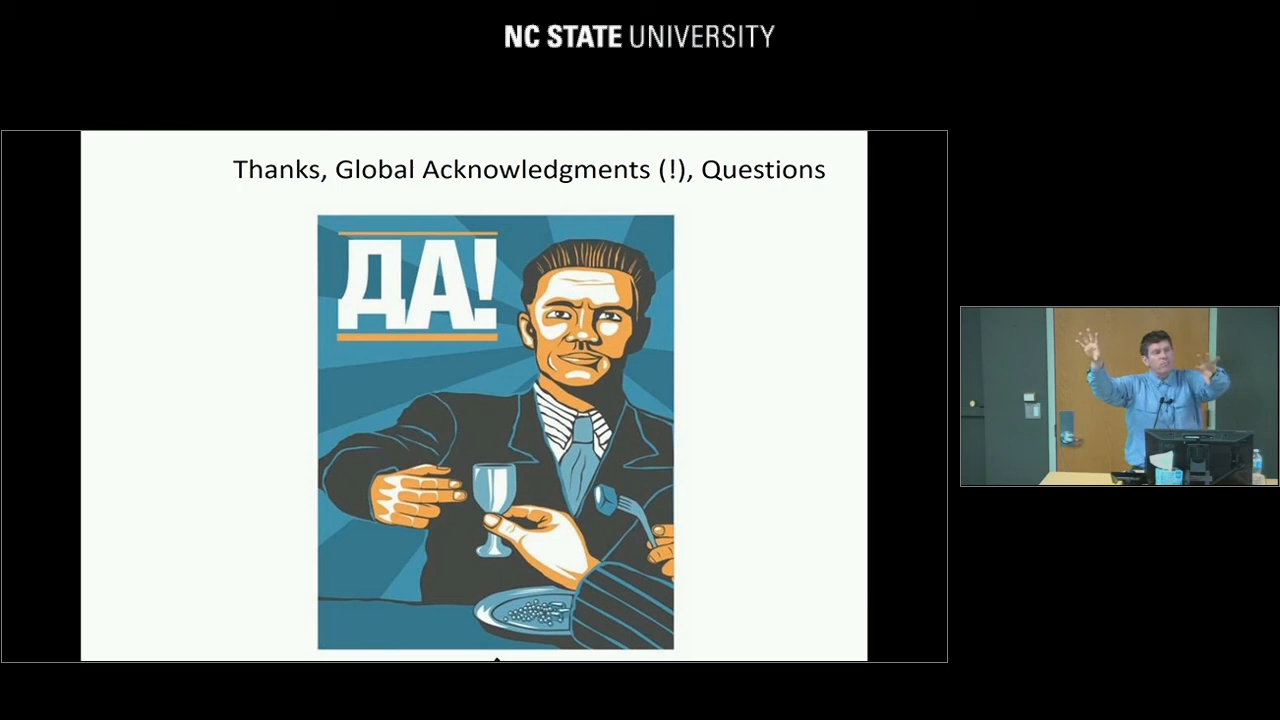 NC STATE UNIVERSITY
Thanks, Global Acknowledgments (!), Questions
ДА!